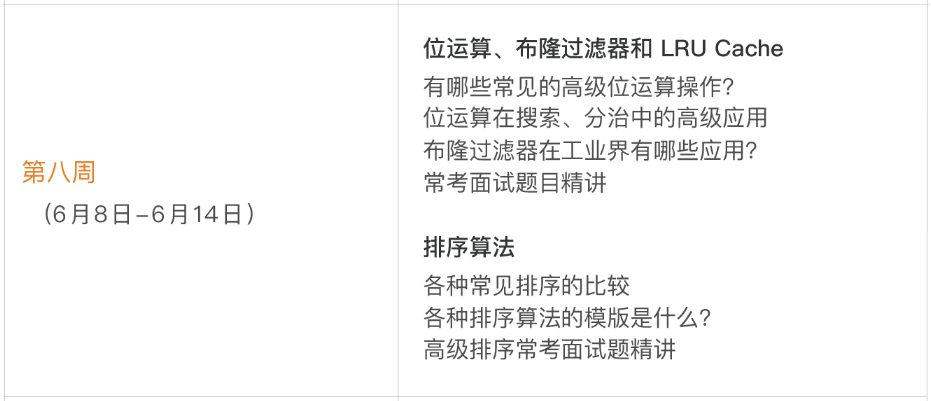 第八周
（6月8日–6月14日）
位运算、布隆过滤器和 LRU Cache
有哪些常见的高级位运算操作？
位运算在搜索、分治中的高级应用
布隆过滤器在工业界有哪些应用？
常考面试题目精讲
排序算法
各种常见排序的比较
各种排序算法的模版是什么？
高级排序常考面试题精讲